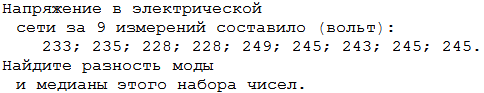 Напряжение в электрической
сети за 9 измерений составило (вольт):
233; 235; 228; 228; 249; 245; 243; 245; 245.
Найдите разность моды
и медианы этого набора чисел.